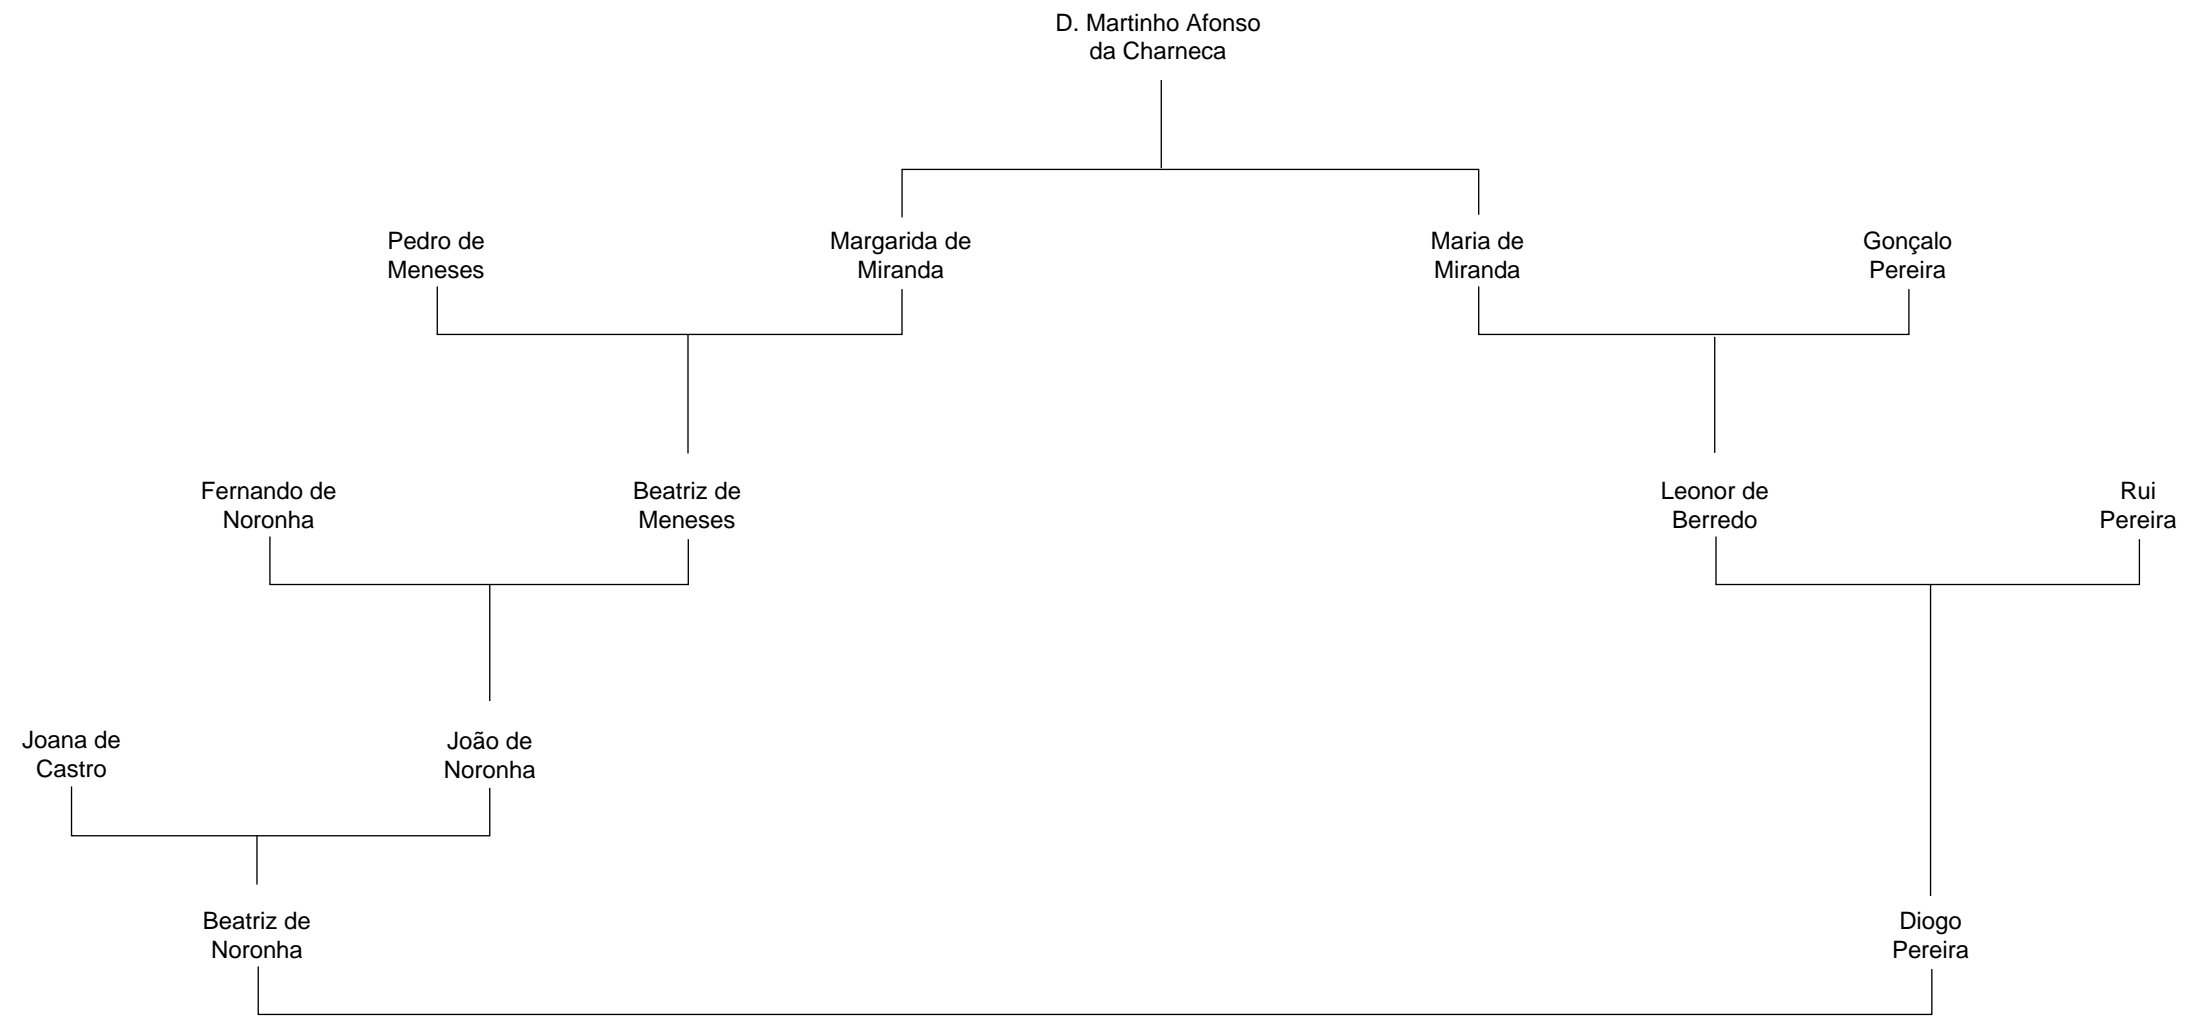 D. Martinho Afonso
da Charneca
Pedro de
Meneses
Margarida de
Miranda
Maria de
Miranda
Gonçalo
Pereira
Fernando de
Noronha
Beatriz de
Meneses
Leonor de
Berredo
Rui
Pereira
Joana de
Castro
João de
Noronha
Beatriz de
Noronha
Diogo
Pereira